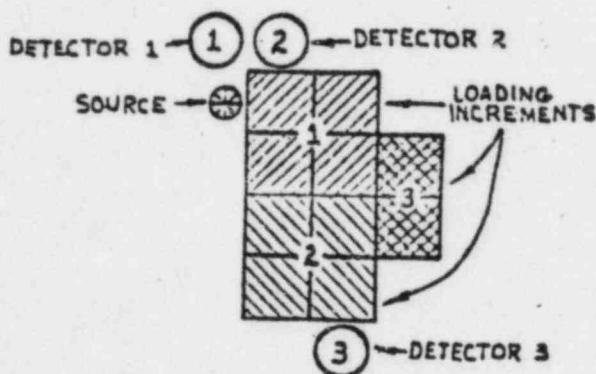 DETECTOR 1 1 2 DETECTOR 2
SOURCE LOADING
INCREMENTS
1
3
2
3 DETECTOR 3